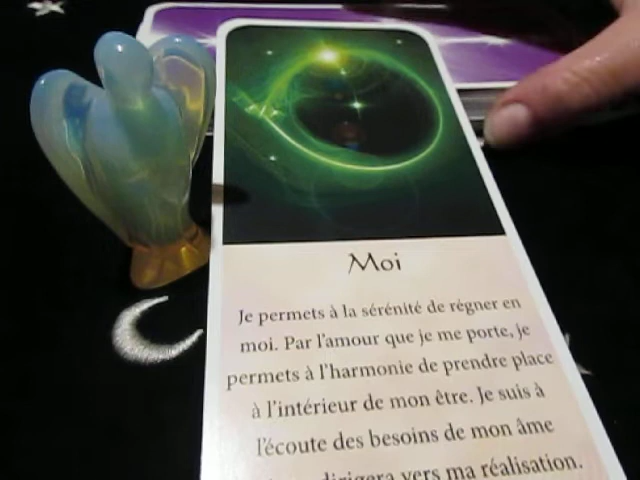 Moi
Je permets à la sérénité de régner en
moi. Par l'amour que je me porte, je
permets à l'harmonie de prendre place
à l'intérieur de mon être. Je suis à
l'écoute des besoins de mon âme
dirigera vers ma réalisation.